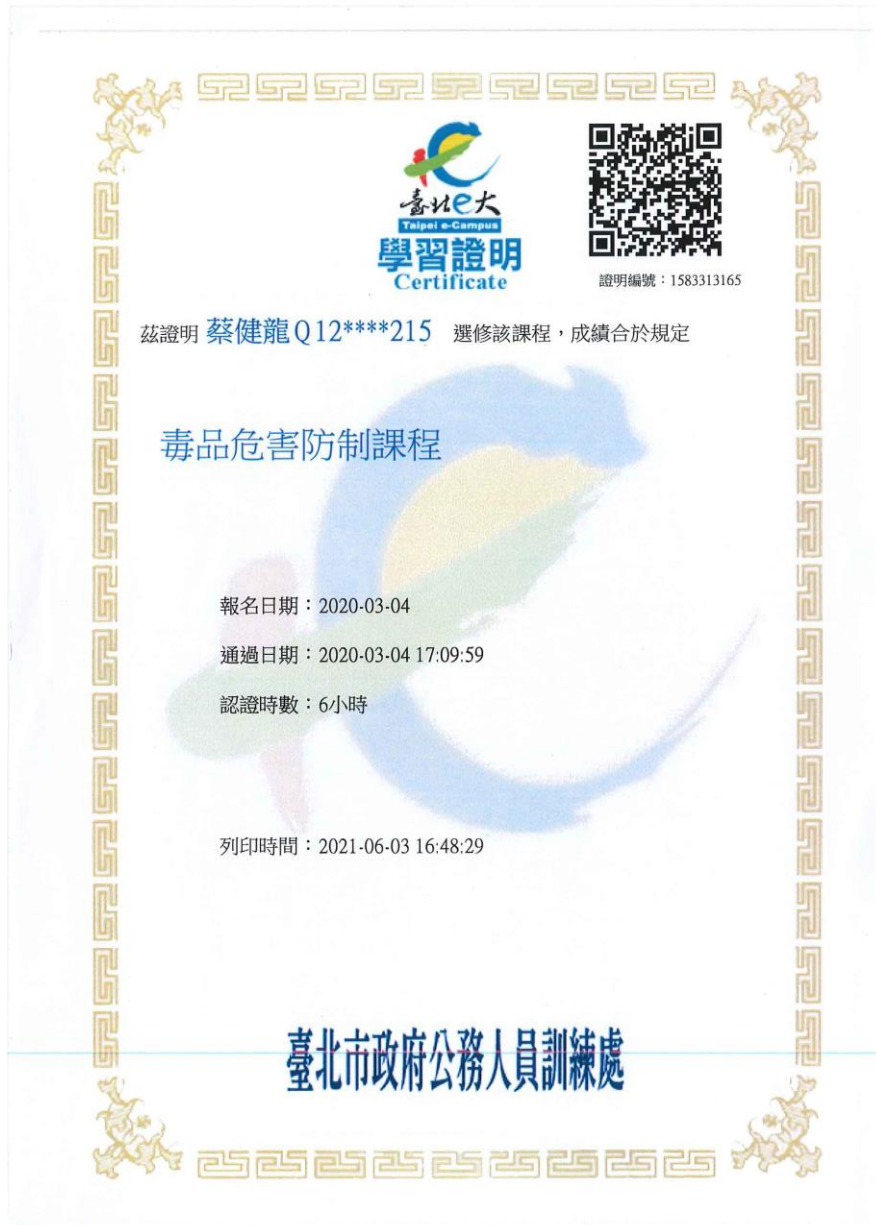 臺北e大
Taipei e-Campus
學習證明
Certificate
證明編號：1583313165
茲證明 蔡健龍Q12****215 選修該課程，成績合於規定
毒品危害防制課程
報名日期：2020-03-04
通過日期：2020-03-04 17:09:59
認證時數：6小時
列印時間：2021-06-03 16:48:29
臺北市政府公務人員訓練處